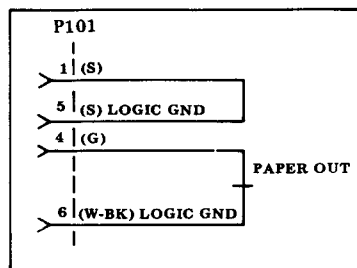 P101
1 (S)
5 (S) LOGIC GND
4 (G)
PAPER OUT
6 (W-BK) LOGIC GND